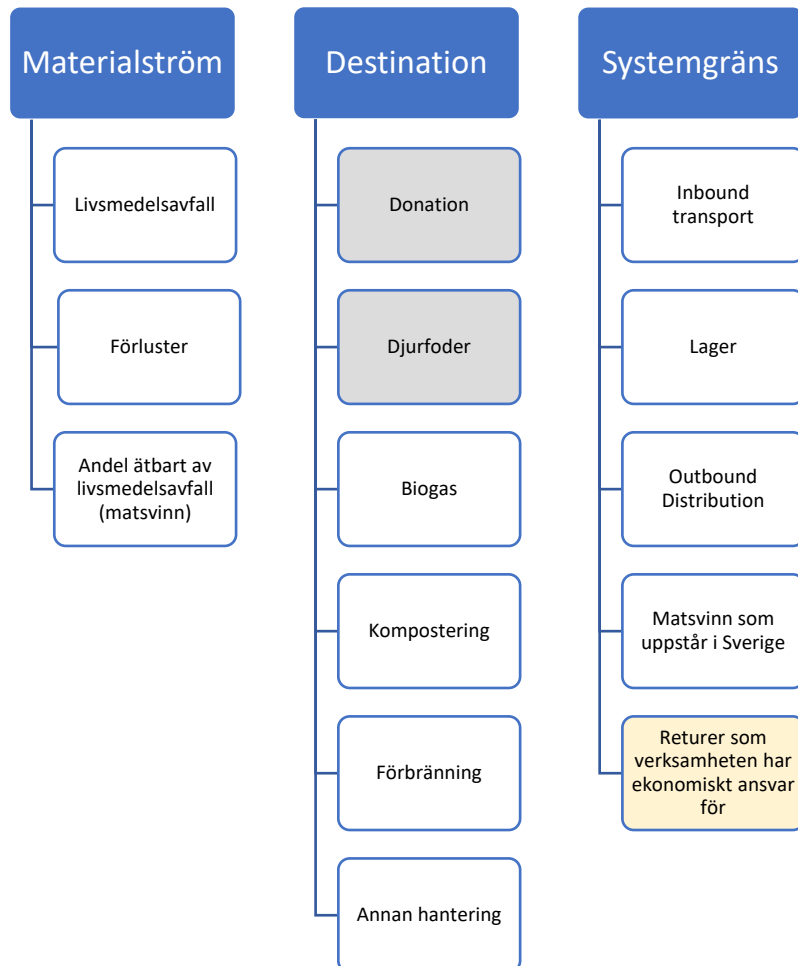 Materialström
Livsmedelsavfall
Förluster
Andel ätbart av
livsmedelsavfall
(matsvinn)
Destination
Donation
Djurfoder
Biogas
Kompostering
Förbränning
Annan hantering
Systemgräns
Inbound
transport
Lager
Outbound
Distribution
Matsvinn som
uppstår i Sverige
Returer som
verksamheten har
ekonomiskt ansvar
för